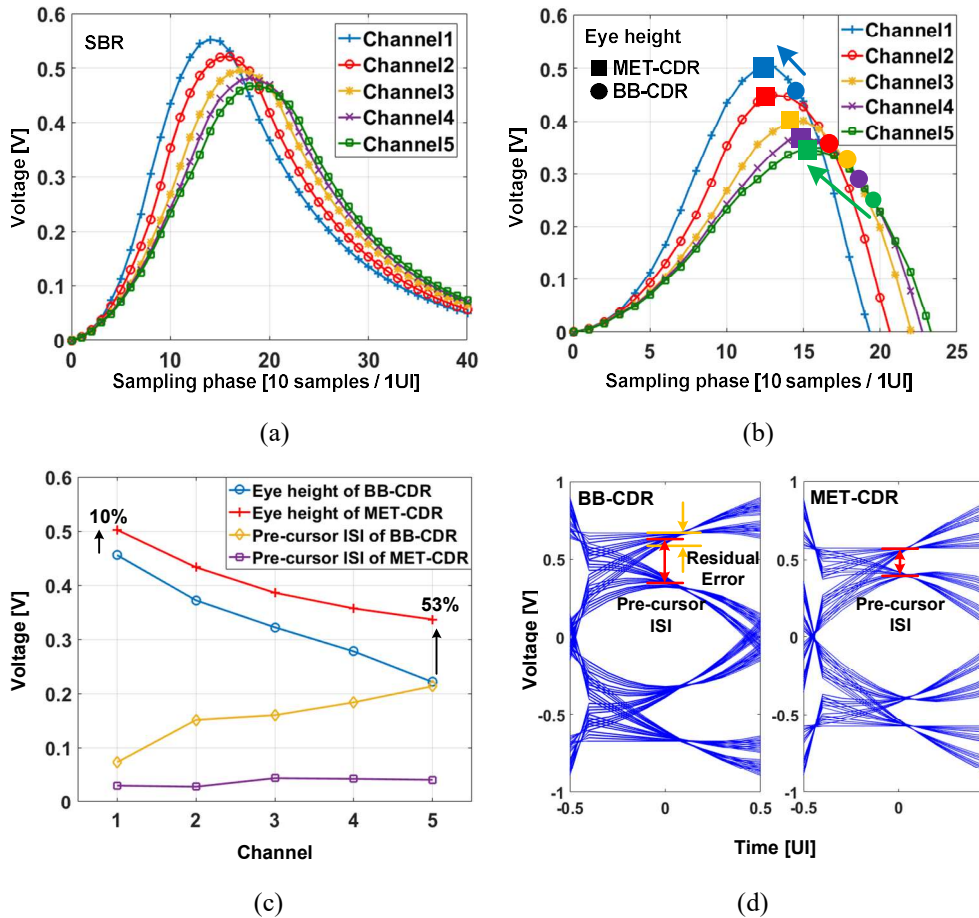 SBR
Channel1
Channel2
Channel3
Channel4
Channel5
0.6
0.5
0.4
0.3
0.2
0.1
0
Voltage [V]
0 10 20 30 40
Sampling phase [10 samples / 1UI]
(a)
Eye height
MET-CDR
BB-CDR
Channel1
Channel2
Channel3
Channel4
Channel5
0.6
0.5
0.4
0.3
0.2
0.1
0
Voltage [V]
0 5 10 15 20 25
Sampling phase [10 samples / 1UI]
(b)
Eye height of BB-CDR
Eye height of MET-CDR
Pre-cursor ISI of BB-CDR
Pre-cursor ISI of MET-CDR
10%
53%
0.6
0.5
0.4
0.3
0.2
0.1
0
Voltage [V]
1 2 3 4 5
Channel
(c)
BB-CDR
Residual
Error
Pre-cursor
ISI
1
0.5
0
-0.5
-1
Voltage [V]
-0.5 0 0.5
MET-CDR
Pre-cursor
ISI
1
0.5
0
-0.5
-1
-0.5 0
Time [UI]
(d)